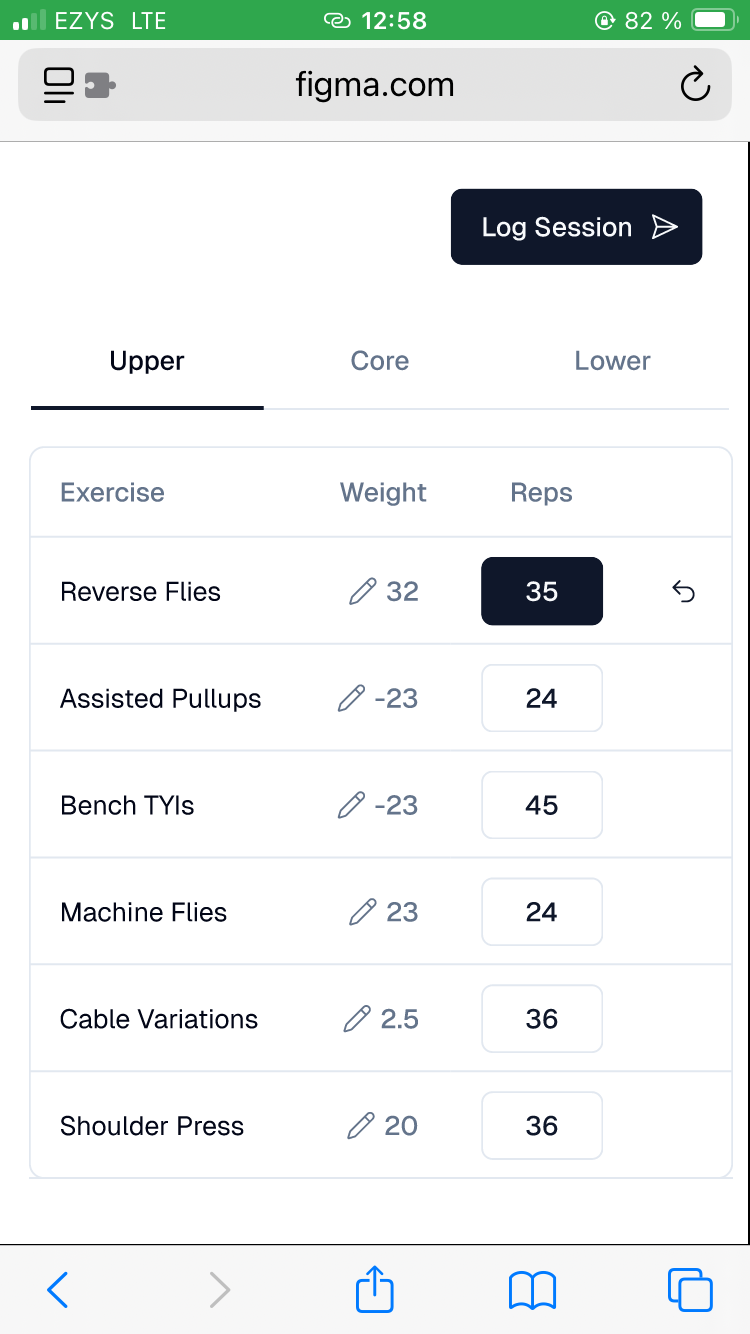 EZYS LTE 12:58 82 %
figma.com
Log Session
Upper Core Lower
Exercise Weight Reps
Reverse Flies 32 35
Assisted Pullups -23 24
Bench TYIs -23 45
Machine Flies 23 24
Cable Variations 2.5 36
Shoulder Press 20 36